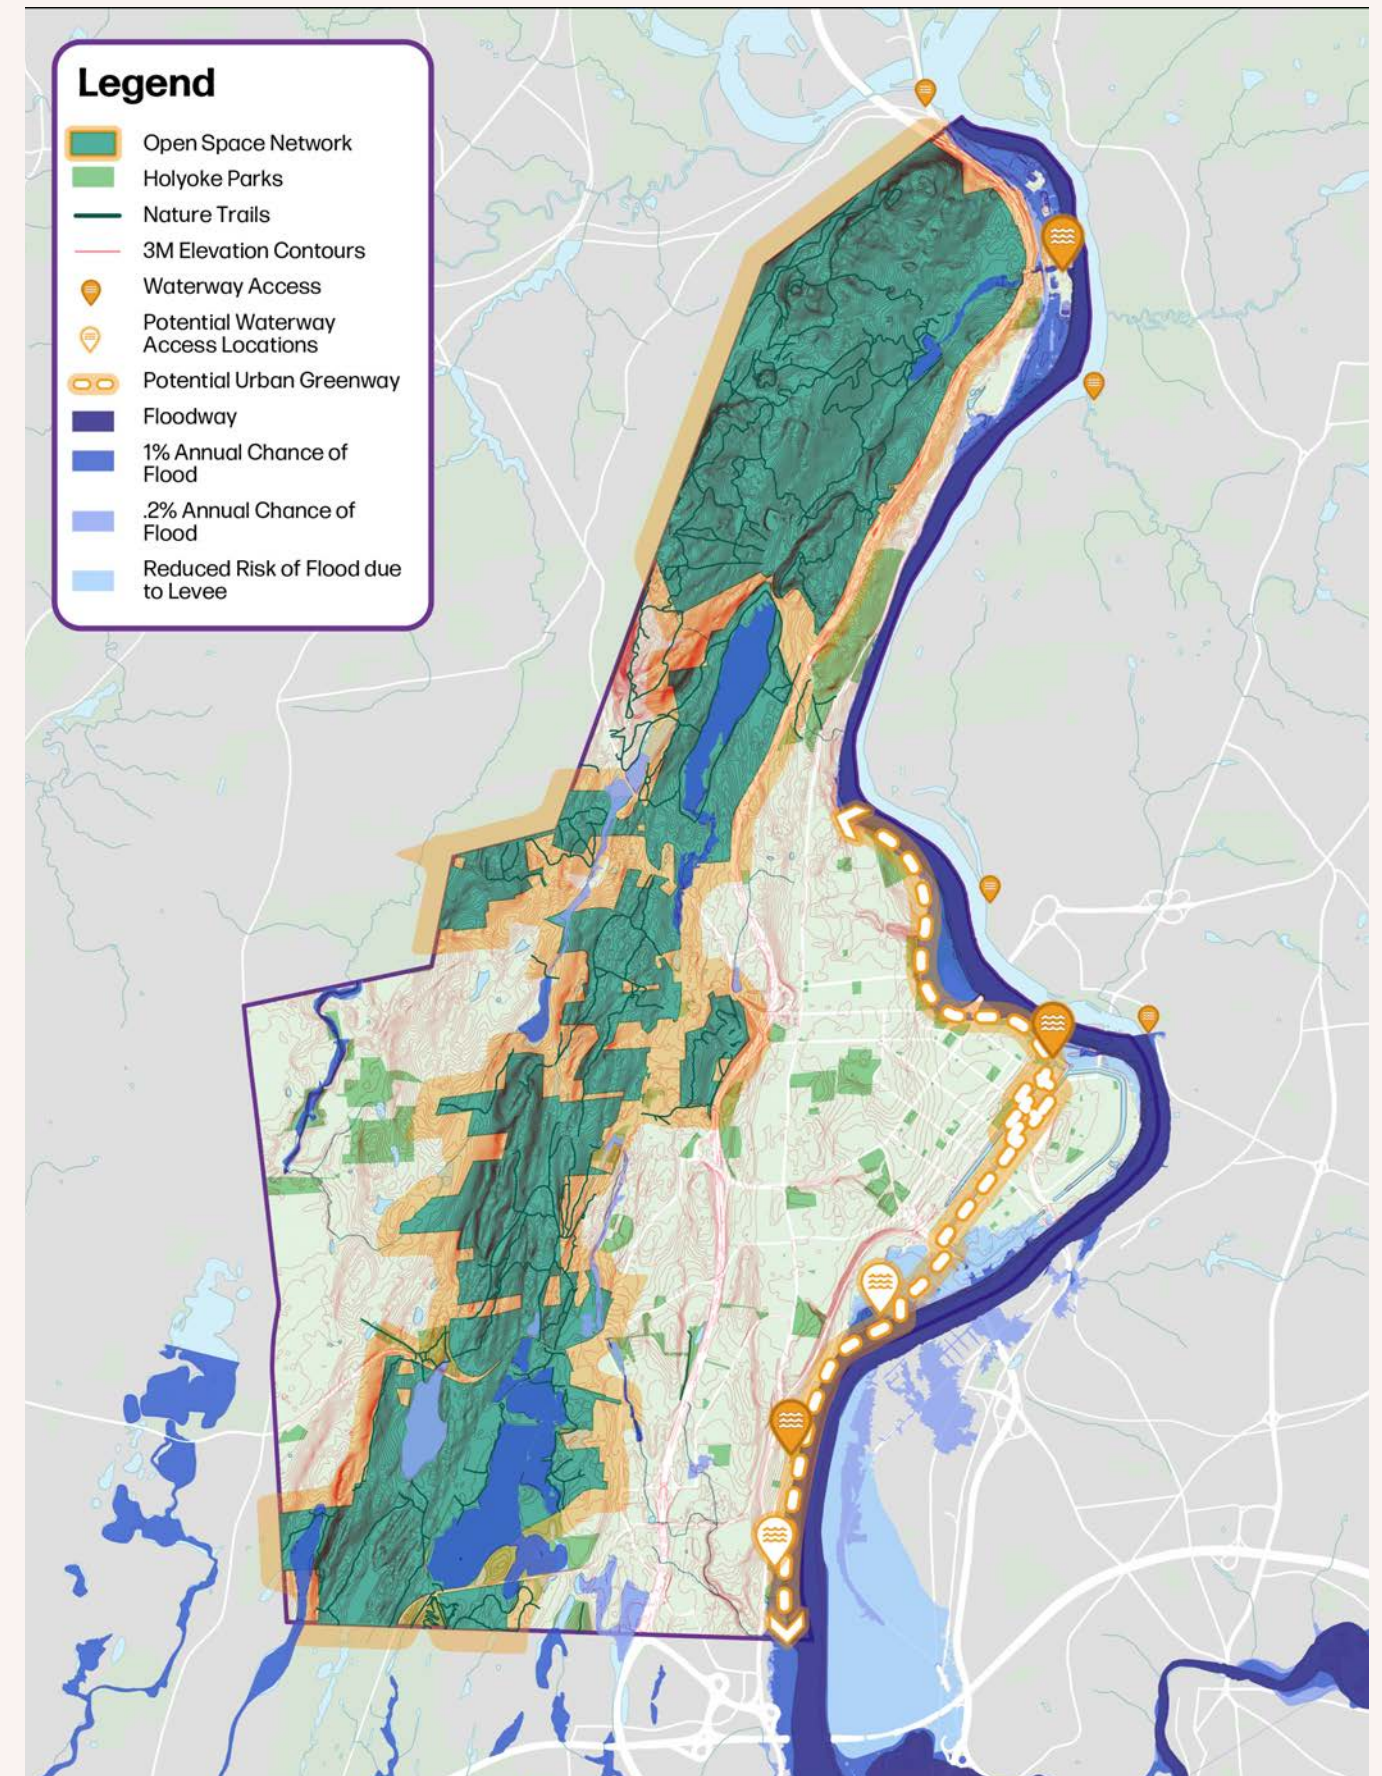 Legend
Open Space Network
Holyoke Parks
Nature Trails
3M Elevation Contours
Waterway Access
Potential Waterway
Access Locations
Potential Urban Greenway
Floodway
1% Annual Chance of
Flood
.2% Annual Chance of
Flood
Reduced Risk of Flood due
to Levee